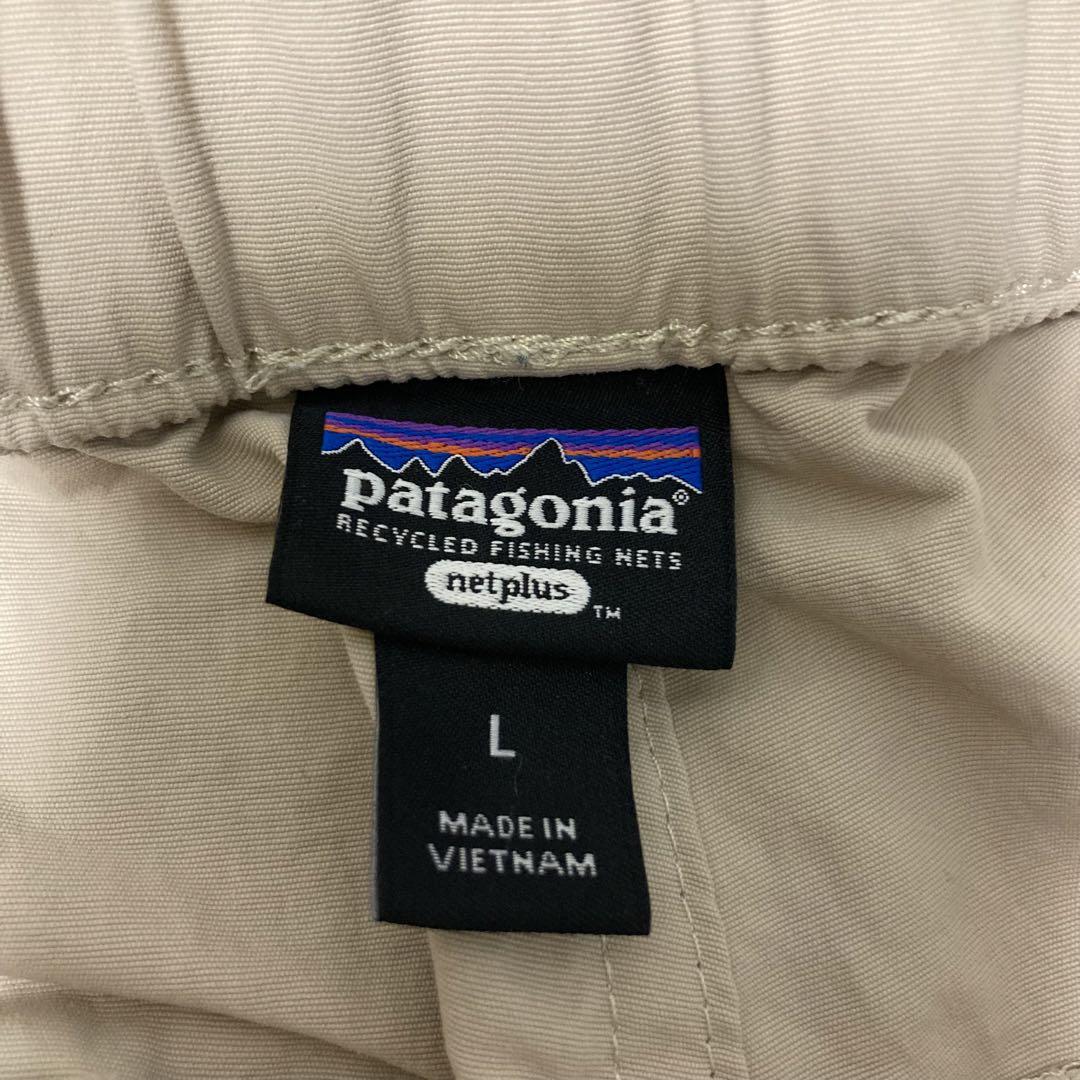 patagonia®
RECYCLED FISHING NETS
netplus
™
L
MADE IN
VIETNAM